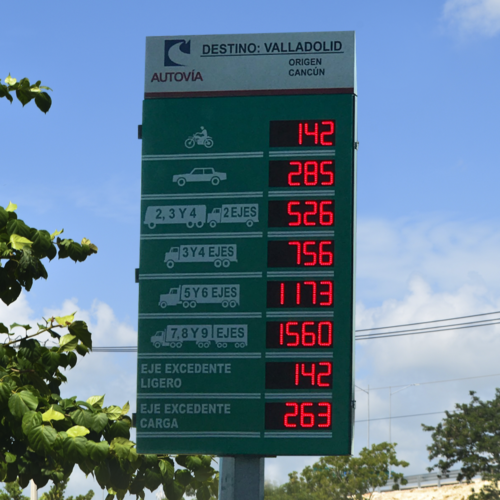 AUTOVÍA
DESTINO: VALLADOLID
ORIGEN
CANCÚN
142
285
2, 3 Y 4 2 EJES 526
3 Y 4 EJES 756
5 Y 6 EJES 1173
7, 8 Y 9 EJES 1560
EJE EXCEDENTE
LIGERO 142
EJE EXCEDENTE
CARGA 263